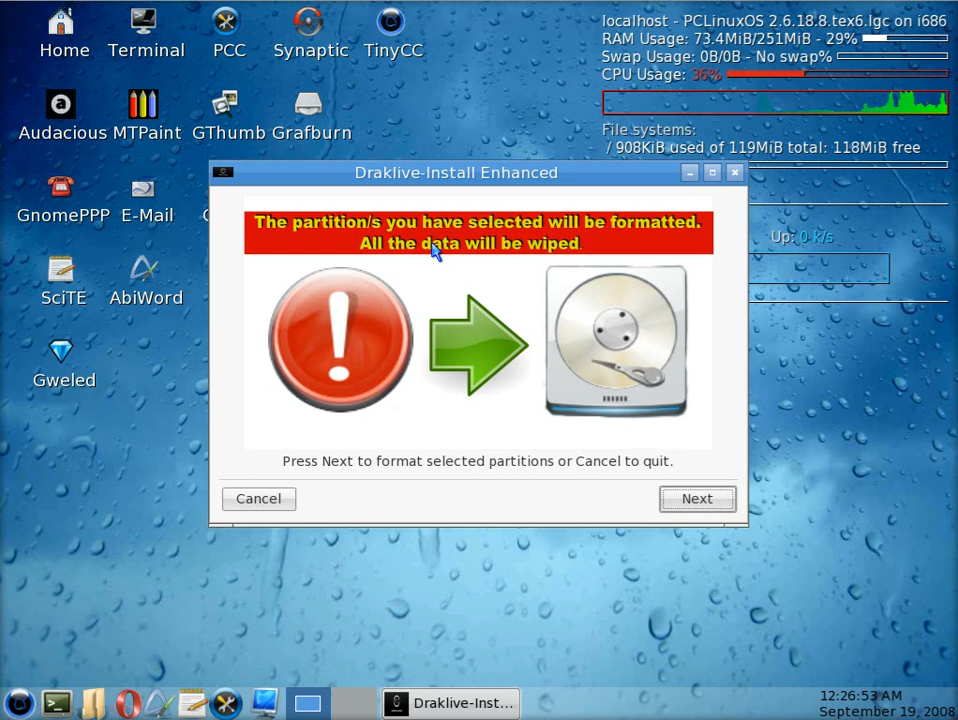 Home Terminal PCC Synaptic TinyCC
localhost - PCLinuxOS 2.6.18.8.tex6.lgc on i686
RAM Usage: 73.4MiB/251MiB - 29%
Swap Usage: 0B/0B - No swap%
CPU Usage: 36%
Audacious MTPaint GThumb Grafburn
File systems:
/ 908KiB used of 119MiB total: 118MiB free
Draklive-Install Enhanced
GnomePPP E-Mail
The partition/s you have selected will be formatted.
All the data will be wiped.
Up: 0 k/s
SciTE AbiWord
Gweled
Press Next to format selected partitions or Cancel to quit.
Cancel Next
Draklive-Inst...
12:26:53 AM
September 19, 2008